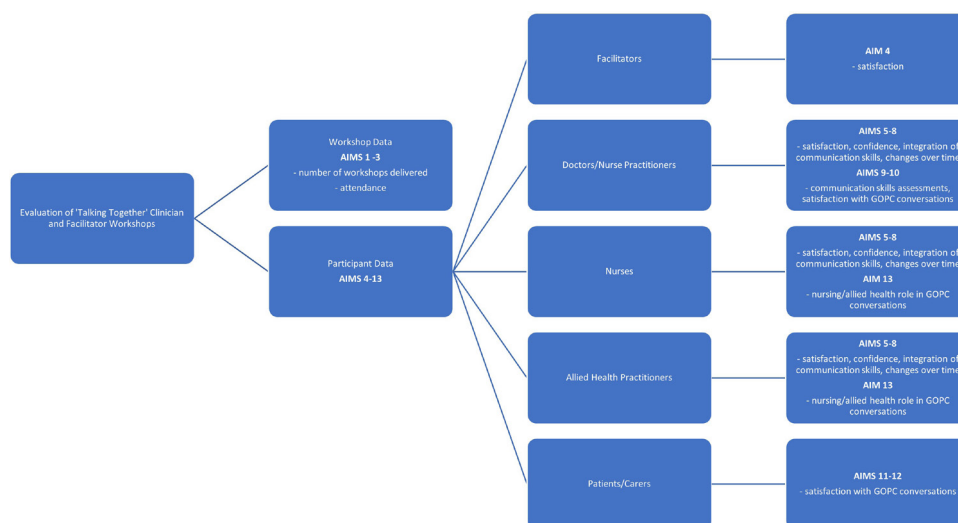 Evaluation of 'Talking Together' Clinician
and Facilitator Workshops
Workshop Data
AIMS 1 -3
- number of workshops delivered
- attendance
Participant Data
AIMS 4-13
Facilitators
AIM 4
- satisfaction
Doctors/Nurse Practitioners
AIMS 5-8
- satisfaction, confidence, integration of
communication skills, changes over time
AIMS 9-10
- communication skills assessments,
satisfaction with GOPC conversations
Nurses
AIMS 5-8
- satisfaction, confidence, integration of
communication skills, changes over time
AIM 13
- nursing/allied health role in GOPC
conversations
Allied Health Practitioners
AIMS 5-8
- satisfaction, confidence, integration of
communication skills, changes over time
AIM 13
- nursing/allied health role in GOPC
conversations
Patients/Carers
AIMS 11-12
- satisfaction with GOPC conversations